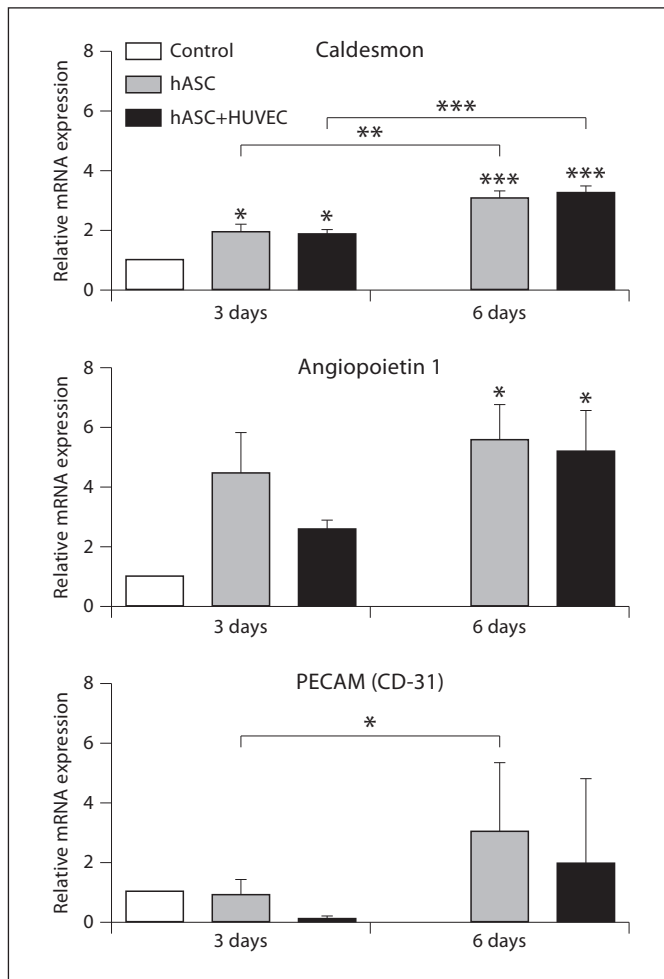 Caldesmon
Control
hASC
hASC+HUVEC
***
**
* * *** ***
Relative mRNA expression
8
6
4
2
0
3 days 6 days
Angiopoietin 1
* *
Relative mRNA expression
8
6
4
2
0
3 days 6 days
PECAM (CD-31)
*
Relative mRNA expression
8
6
4
2
0
3 days 6 days